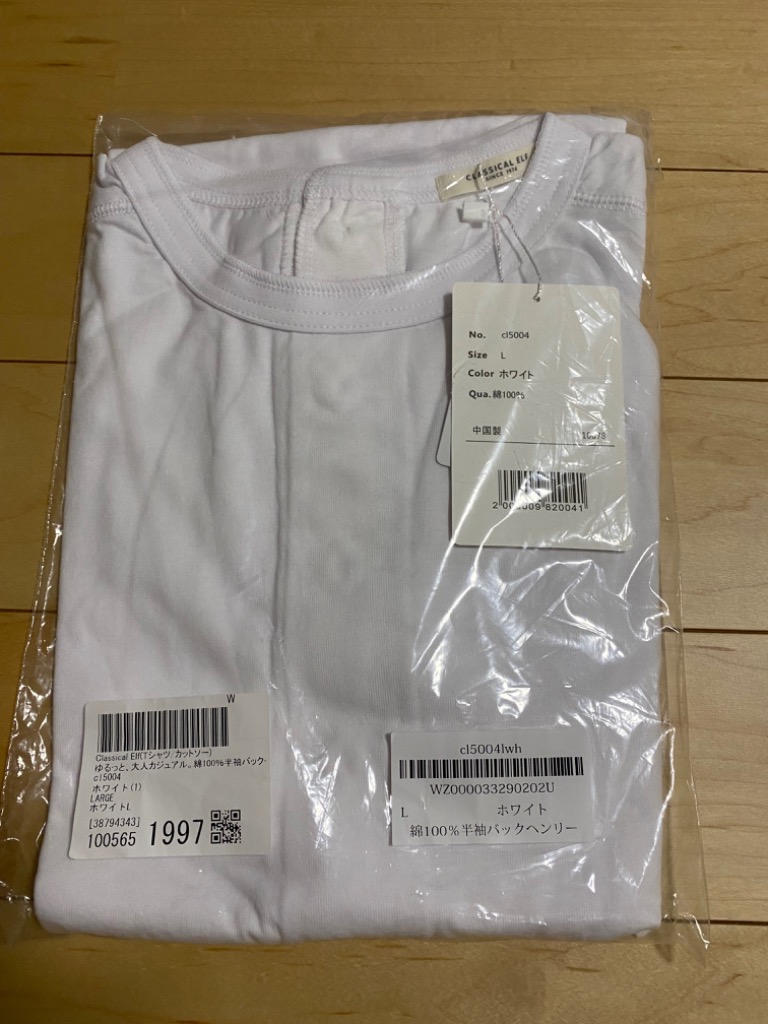 CLASSICAL ELF
SINCE 1974
No. cl5004
Size L
Color ホワイト
Qua. 綿100%
中国製
W
Classical Elf(Tシャツ/カットソー)
ゆるっと、大人カジュアル。綿100%半袖バック-
cl5004
ホワイト(1)
LARGE
ホワイトL
[38794343]
100565 1997
cl5004lwh
WZ000033290202U
L ホワイト
綿100%半袖バックヘンリー